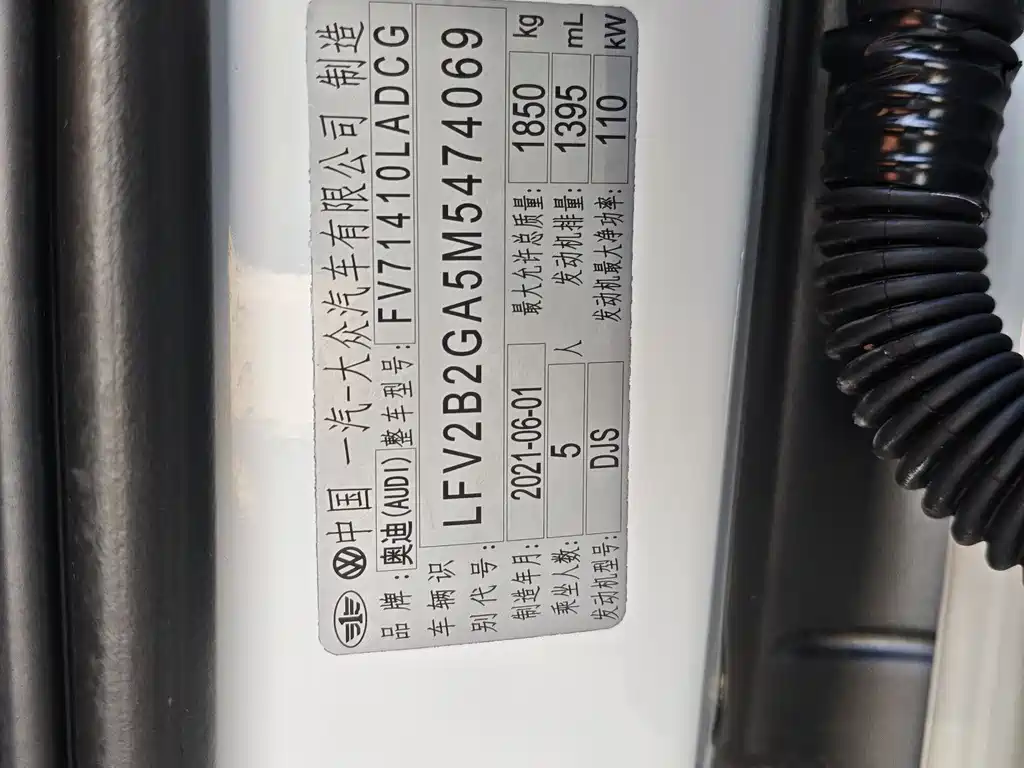 中国 一汽-大众汽车有限公司 制造
品牌: 奥迪(AUDI) 整车型号: FV71410LADCG
车辆识别代号: LFV2B2GA5M5474069
制造年月: 2021-06-01 最大允许总质量: 1850 kg
乘坐人数: 5 人 发动机排量: 1395 mL
发动机型号: DJS 发动机最大净功率: 110 kW